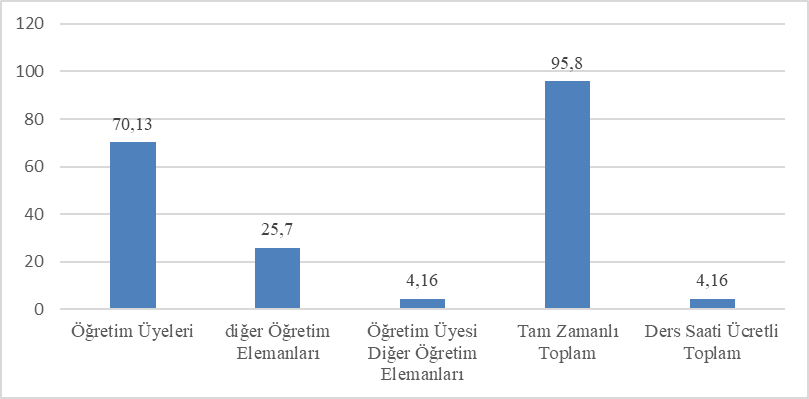 120
100
80
60
40
20
0
70,13
25,7
4,16
95,8
4,16
Öğretim Üyeleri
diğer Öğretim
Elemanları
Öğretim Üyesi
Diğer Öğretim
Elemanları
Tam Zamanlı
Toplam
Ders Saati Ücretli
Toplam